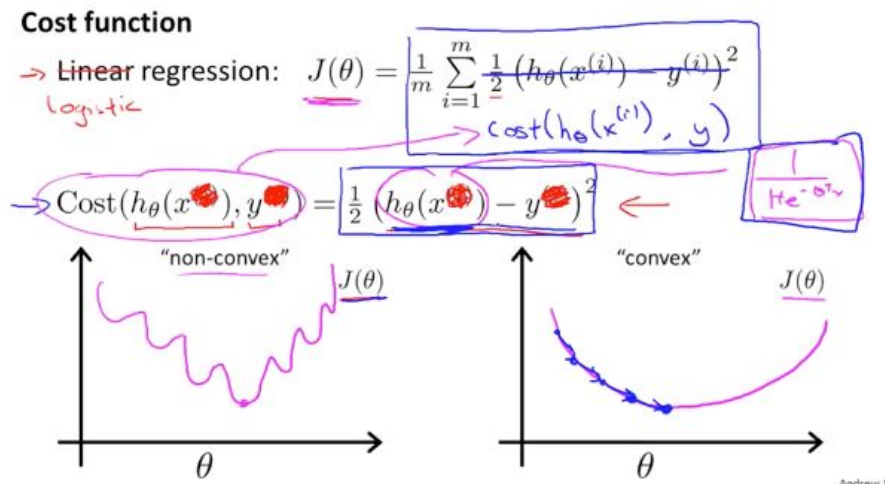 Cost function
→ Linear regression: J(θ) = 1/m ∑_{i=1}^{m} 1/2 (h_θ(x^{(i)}) − y^{(i)})^2
Logistic
cost(h_θ(x^{(i)}), y)
→ Cost(h_θ(x), y) = 1/2 (h_θ(x) − y)^2 ←
1/(1+e^{-θ^T x})
"non-convex" "convex"
J(θ) J(θ)
θ θ
Andrew